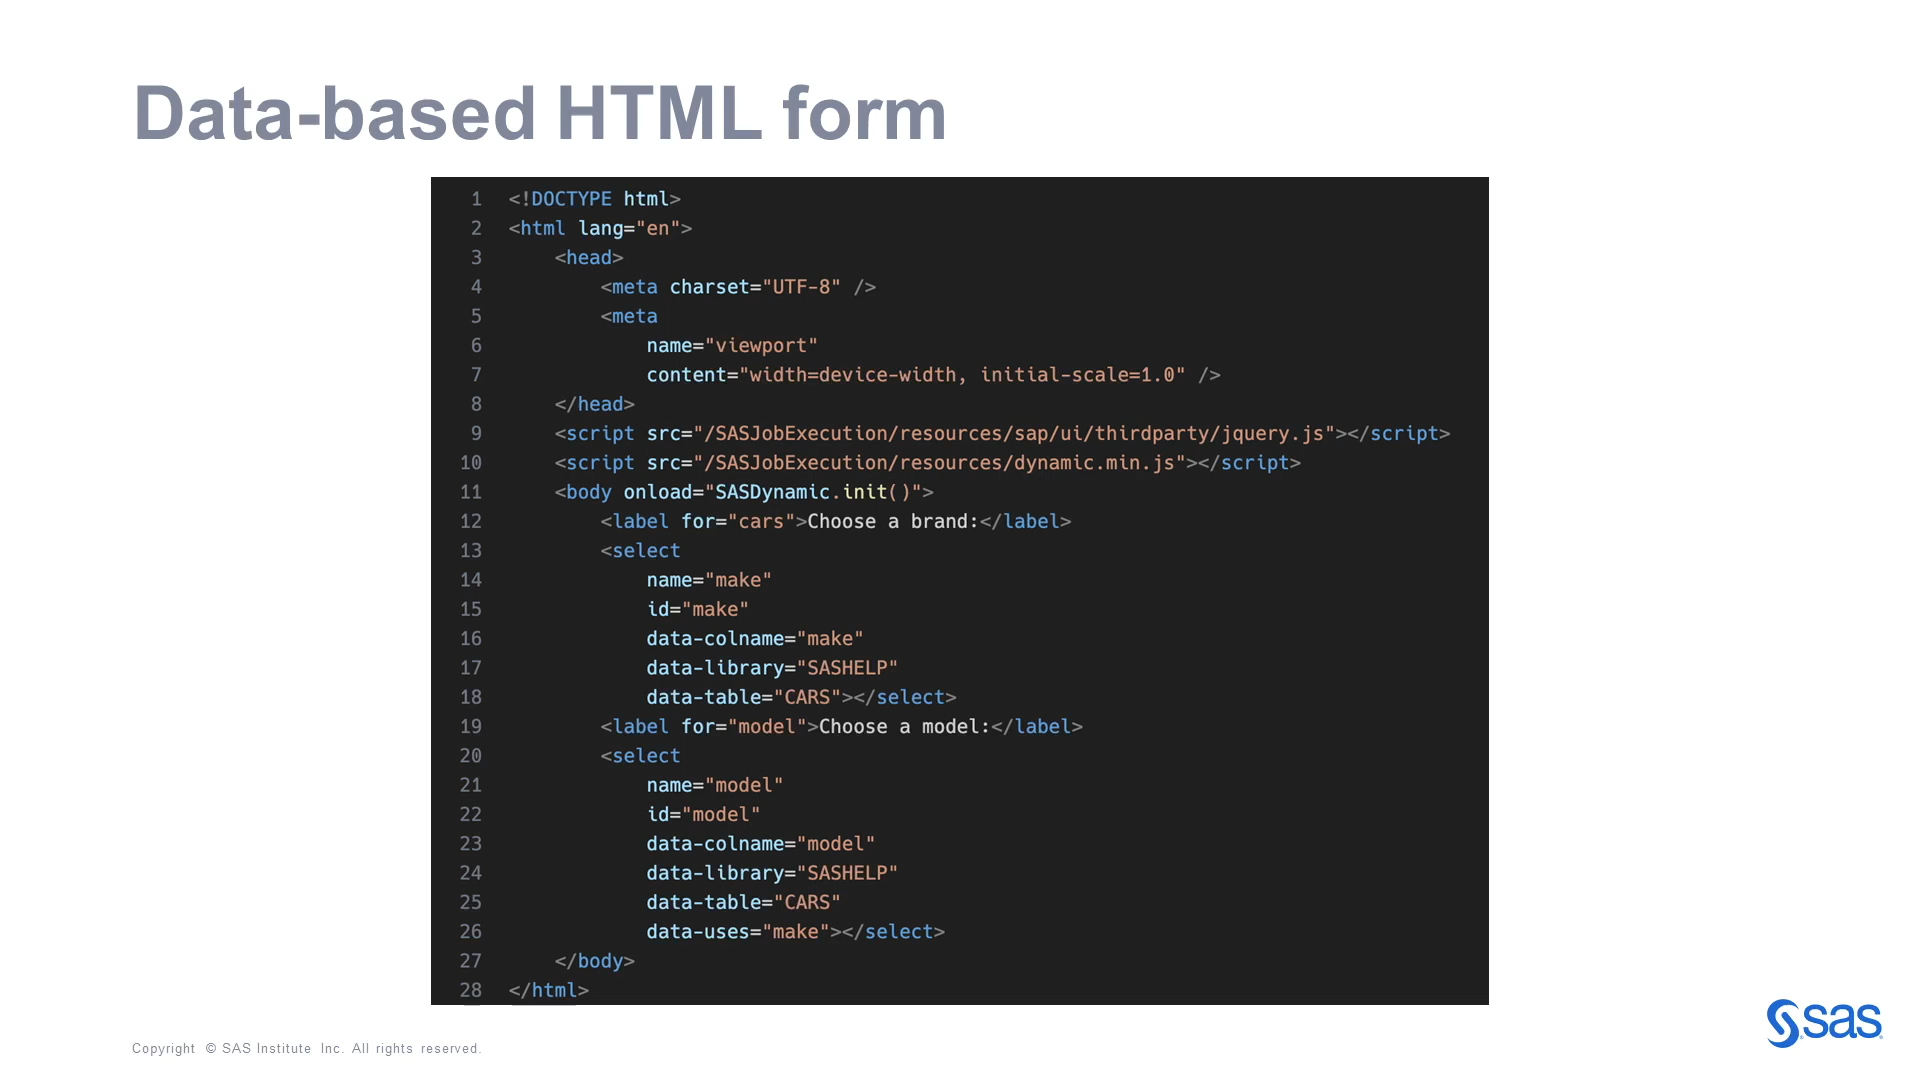 Data-based HTML form
1 <!DOCTYPE html>
2 <html lang="en">
3     <head>
4         <meta charset="UTF-8" />
5         <meta
6             name="viewport"
7             content="width=device-width, initial-scale=1.0" />
8     </head>
9     <script src="/SASJobExecution/resources/sap/ui/thirdparty/jquery.js"></script>
10     <script src="/SASJobExecution/resources/dynamic.min.js"></script>
11     <body onload="SASDynamic.init()">
12         <label for="cars">Choose a brand:</label>
13         <select
14             name="make"
15             id="make"
16             data-colname="make"
17             data-library="SASHELP"
18             data-table="CARS"></select>
19         <label for="model">Choose a model:</label>
20         <select
21             name="model"
22             id="model"
23             data-colname="model"
24             data-library="SASHELP"
25             data-table="CARS"
26             data-uses="make"></select>
27     </body>
28 </html>
sas
Copyright © SAS Institute Inc. All rights reserved.